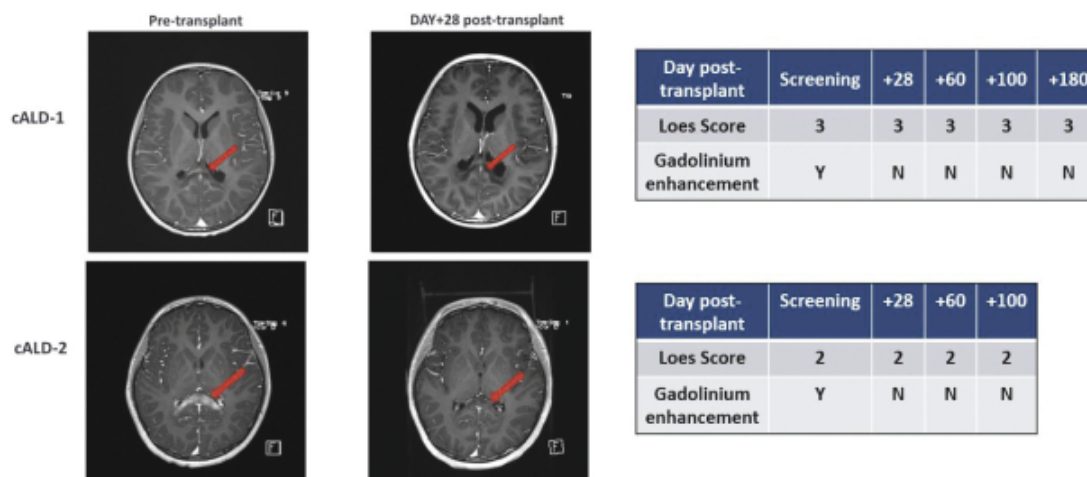 Pre-transplant
DAY+28 post-transplant
cALD-1
F
F
Day post-transplant Screening +28 +60 +100 +180
Loes Score 3 3 3 3 3
Gadolinium enhancement Y N N N N
cALD-2
F
F
Day post-transplant Screening +28 +60 +100
Loes Score 2 2 2 2
Gadolinium enhancement Y N N N